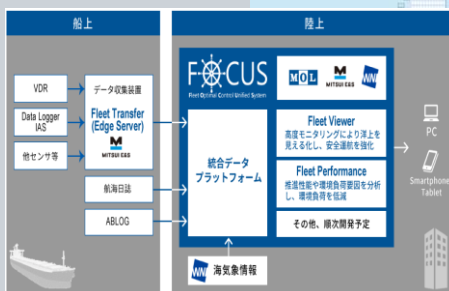 船上
陸上
VDR
Data Logger
IAS
他センサ等
データ収集装置
Fleet Transfer
(Edge Server)
MITSUI E&S
航海日誌
ABLOG
FOCUS
Fleet Optimal Control Unified System
統合データ
プラットフォーム
MOL
MITSUI E&S
WNI
Fleet Viewer
高度モニタリングにより洋上を
見える化し、安全運航を強化
Fleet Performance
推進性能や環境負荷要因を分析
し、環境負荷を低減
その他、順次開発予定
PC
Smartphone
Tablet
WNI 海気象情報